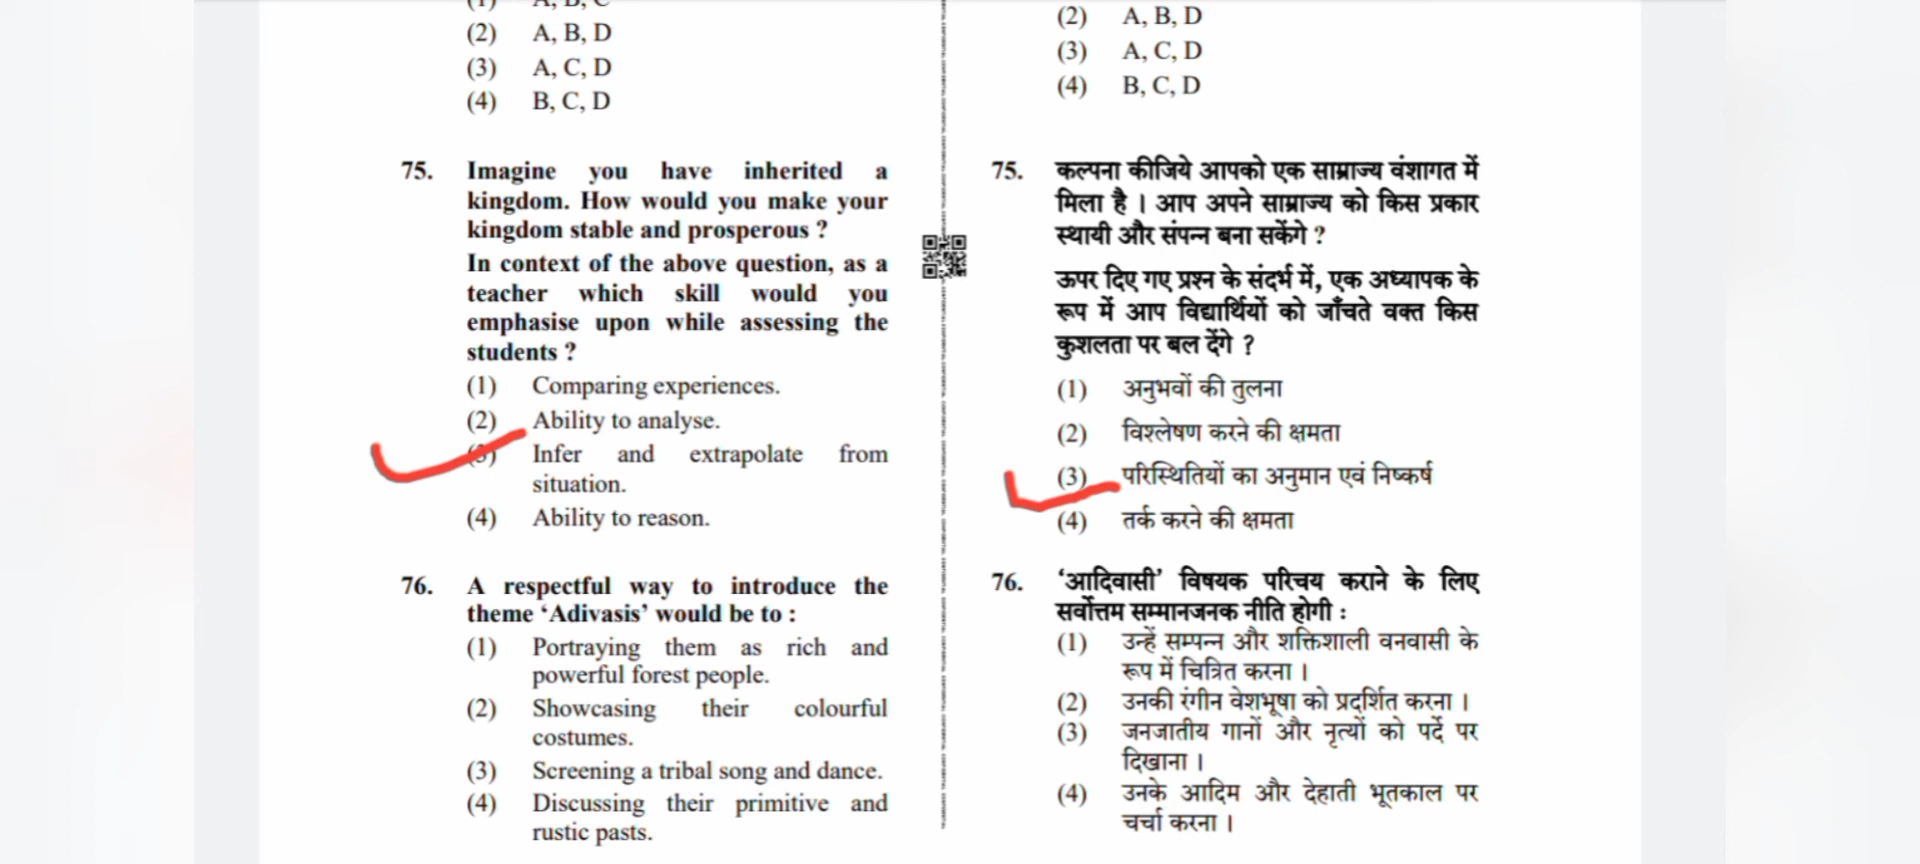 (2) A, B, D
(3) A, C, D
(4) B, C, D
75. Imagine you have inherited a
kingdom. How would you make your
kingdom stable and prosperous ?
In context of the above question, as a
teacher which skill would you
emphasise upon while assessing the
students ?
(1) Comparing experiences.
(2) Ability to analyse.
(3) Infer and extrapolate from
situation.
(4) Ability to reason.
76. A respectful way to introduce the
theme ‘Adivasis’ would be to :
(1) Portraying them as rich and
powerful forest people.
(2) Showcasing their colourful
costumes.
(3) Screening a tribal song and dance.
(4) Discussing their primitive and
rustic pasts.
(2) A, B, D
(3) A, C, D
(4) B, C, D
75. कल्पना कीजिये आपको एक साम्राज्य वंशागत में
मिला है । आप अपने साम्राज्य को किस प्रकार
स्थायी और संपन्न बना सकेंगे ?
ऊपर दिए गए प्रश्न के संदर्भ में, एक अध्यापक के
रूप में आप विद्यार्थियों को जाँचते वक्त किस
कुशलता पर बल देंगे ?
(1) अनुभवों की तुलना
(2) विश्लेषण करने की क्षमता
(3) परिस्थितियों का अनुमान एवं निष्कर्ष
(4) तर्क करने की क्षमता
76. ‘आदिवासी’ विषयक परिचय कराने के लिए
सर्वोत्तम सम्मानजनक नीति होगी :
(1) उन्हें सम्पन्न और शक्तिशाली वनवासी के
रूप में चित्रित करना ।
(2) उनकी रंगीन वेशभूषा को प्रदर्शित करना ।
(3) जनजातीय गानों और नृत्यों को पर्दे पर
दिखाना ।
(4) उनके आदिम और देहाती भूतकाल पर
चर्चा करना ।